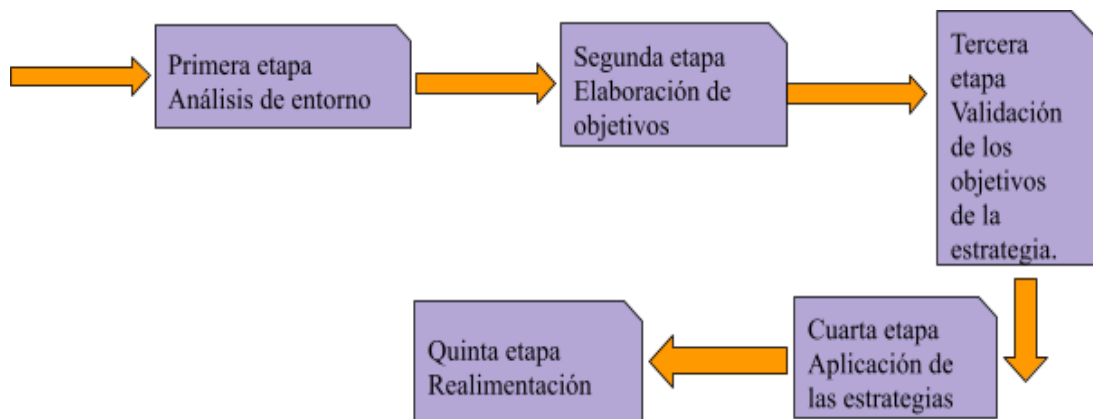 Primera etapa
Análisis de entorno
Segunda etapa
Elaboración de
objetivos
Tercera
etapa
Validación
de los
objetivos
de la
estrategia.
Cuarta etapa
Aplicación de
las estrategias
Quinta etapa
Realimentación